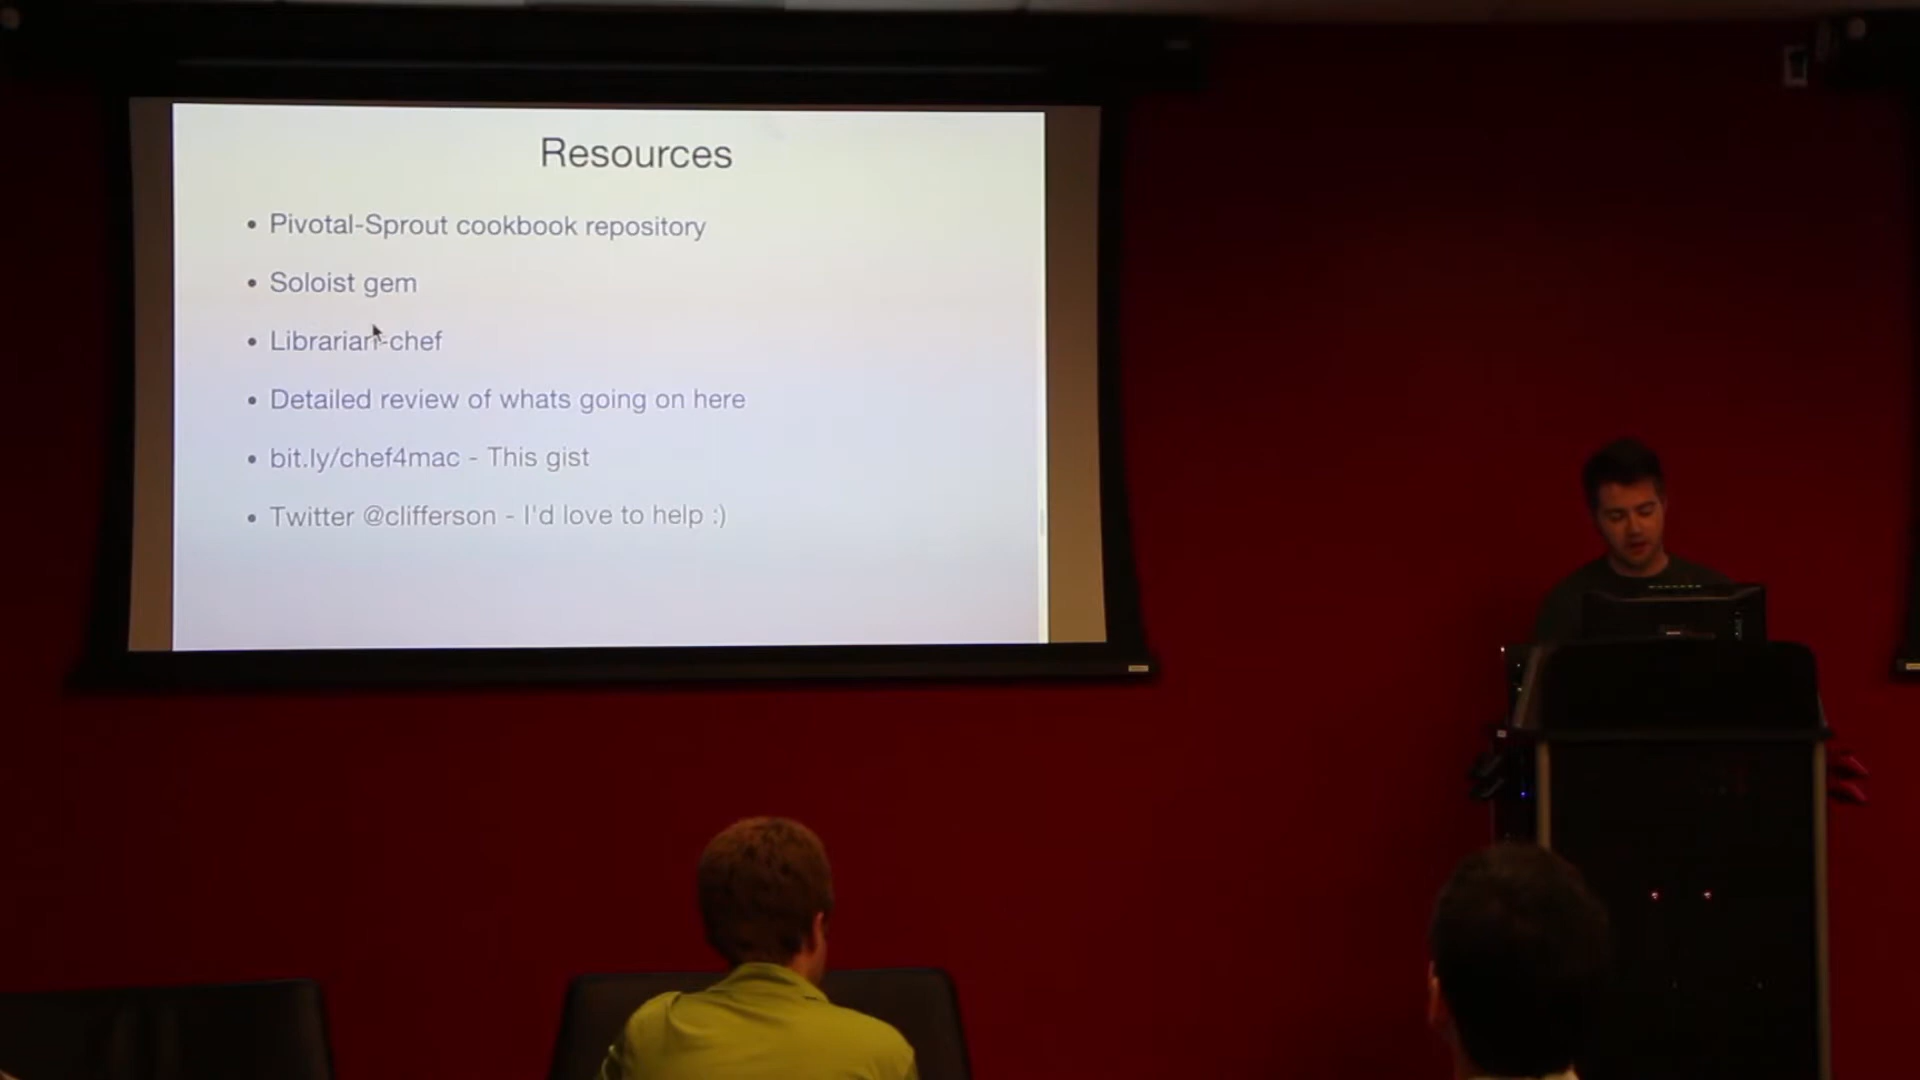 Resources
• Pivotal-Sprout cookbook repository
• Soloist gem
• Librarian-chef
• Detailed review of whats going on here
• bit.ly/chef4mac - This gist
• Twitter @clifferson - I'd love to help :)